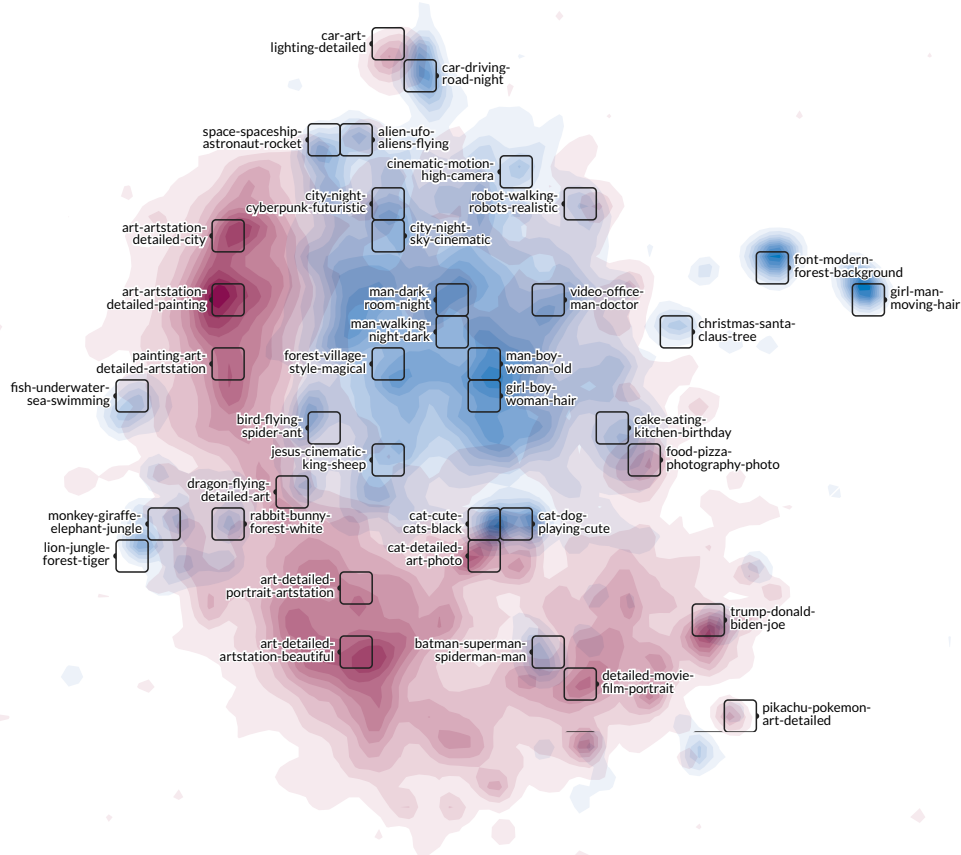 car-art-
lighting-detailed
car-driving-
road-night
space-spaceship-
astronaut-rocket
alien-ufo-
aliens-flying
cinematic-motion-
high-camera
city-night-
cyberpunk-futuristic
robot-walking-
robots-realistic
art-artstation-
detailed-city
city-night-
sky-cinematic
font-modern-
forest-background
art-artstation-
detailed-painting
man-dark-
room-night
video-office-
man-doctor
girl-man-
moving-hair
man-walking-
night-dark
christmas-santa-
claus-tree
painting-art-
detailed-artstation
forest-village-
style-magical
man-boy-
woman-old
fish-underwater-
sea-swimming
girl-boy-
woman-hair
bird-flying-
spider-ant
cake-eating-
kitchen-birthday
jesus-cinematic-
king-sheep
food-pizza-
photography-photo
dragon-flying-
detailed-art
monkey-giraffe-
elephant-jungle
rabbit-bunny-
forest-white
cat-cute-
cats-black
cat-dog-
playing-cute
lion-jungle-
forest-tiger
cat-detailed-
art-photo
art-detailed-
portrait-artstation
trump-donald-
biden-joe
art-detailed-
artstation-beautiful
batman-superman-
spiderman-man
detailed-movie-
film-portrait
pikachu-pokemon-
art-detailed